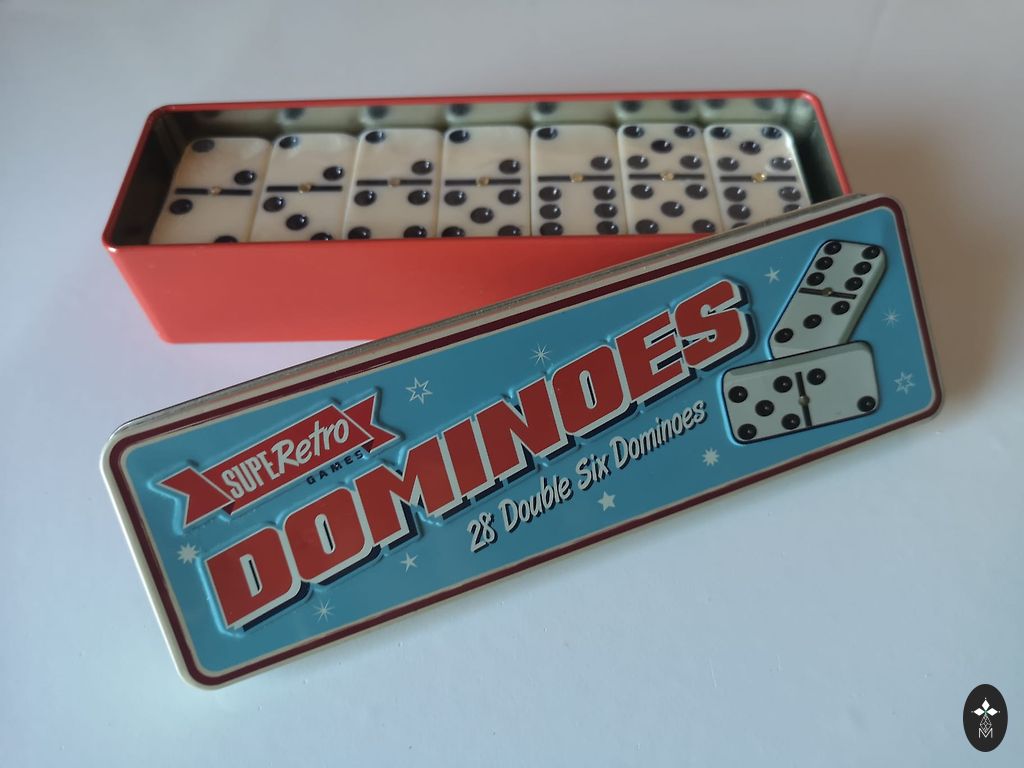 SUPERetro
GAMES
DOMINOES
28 Double Six Dominoes
M